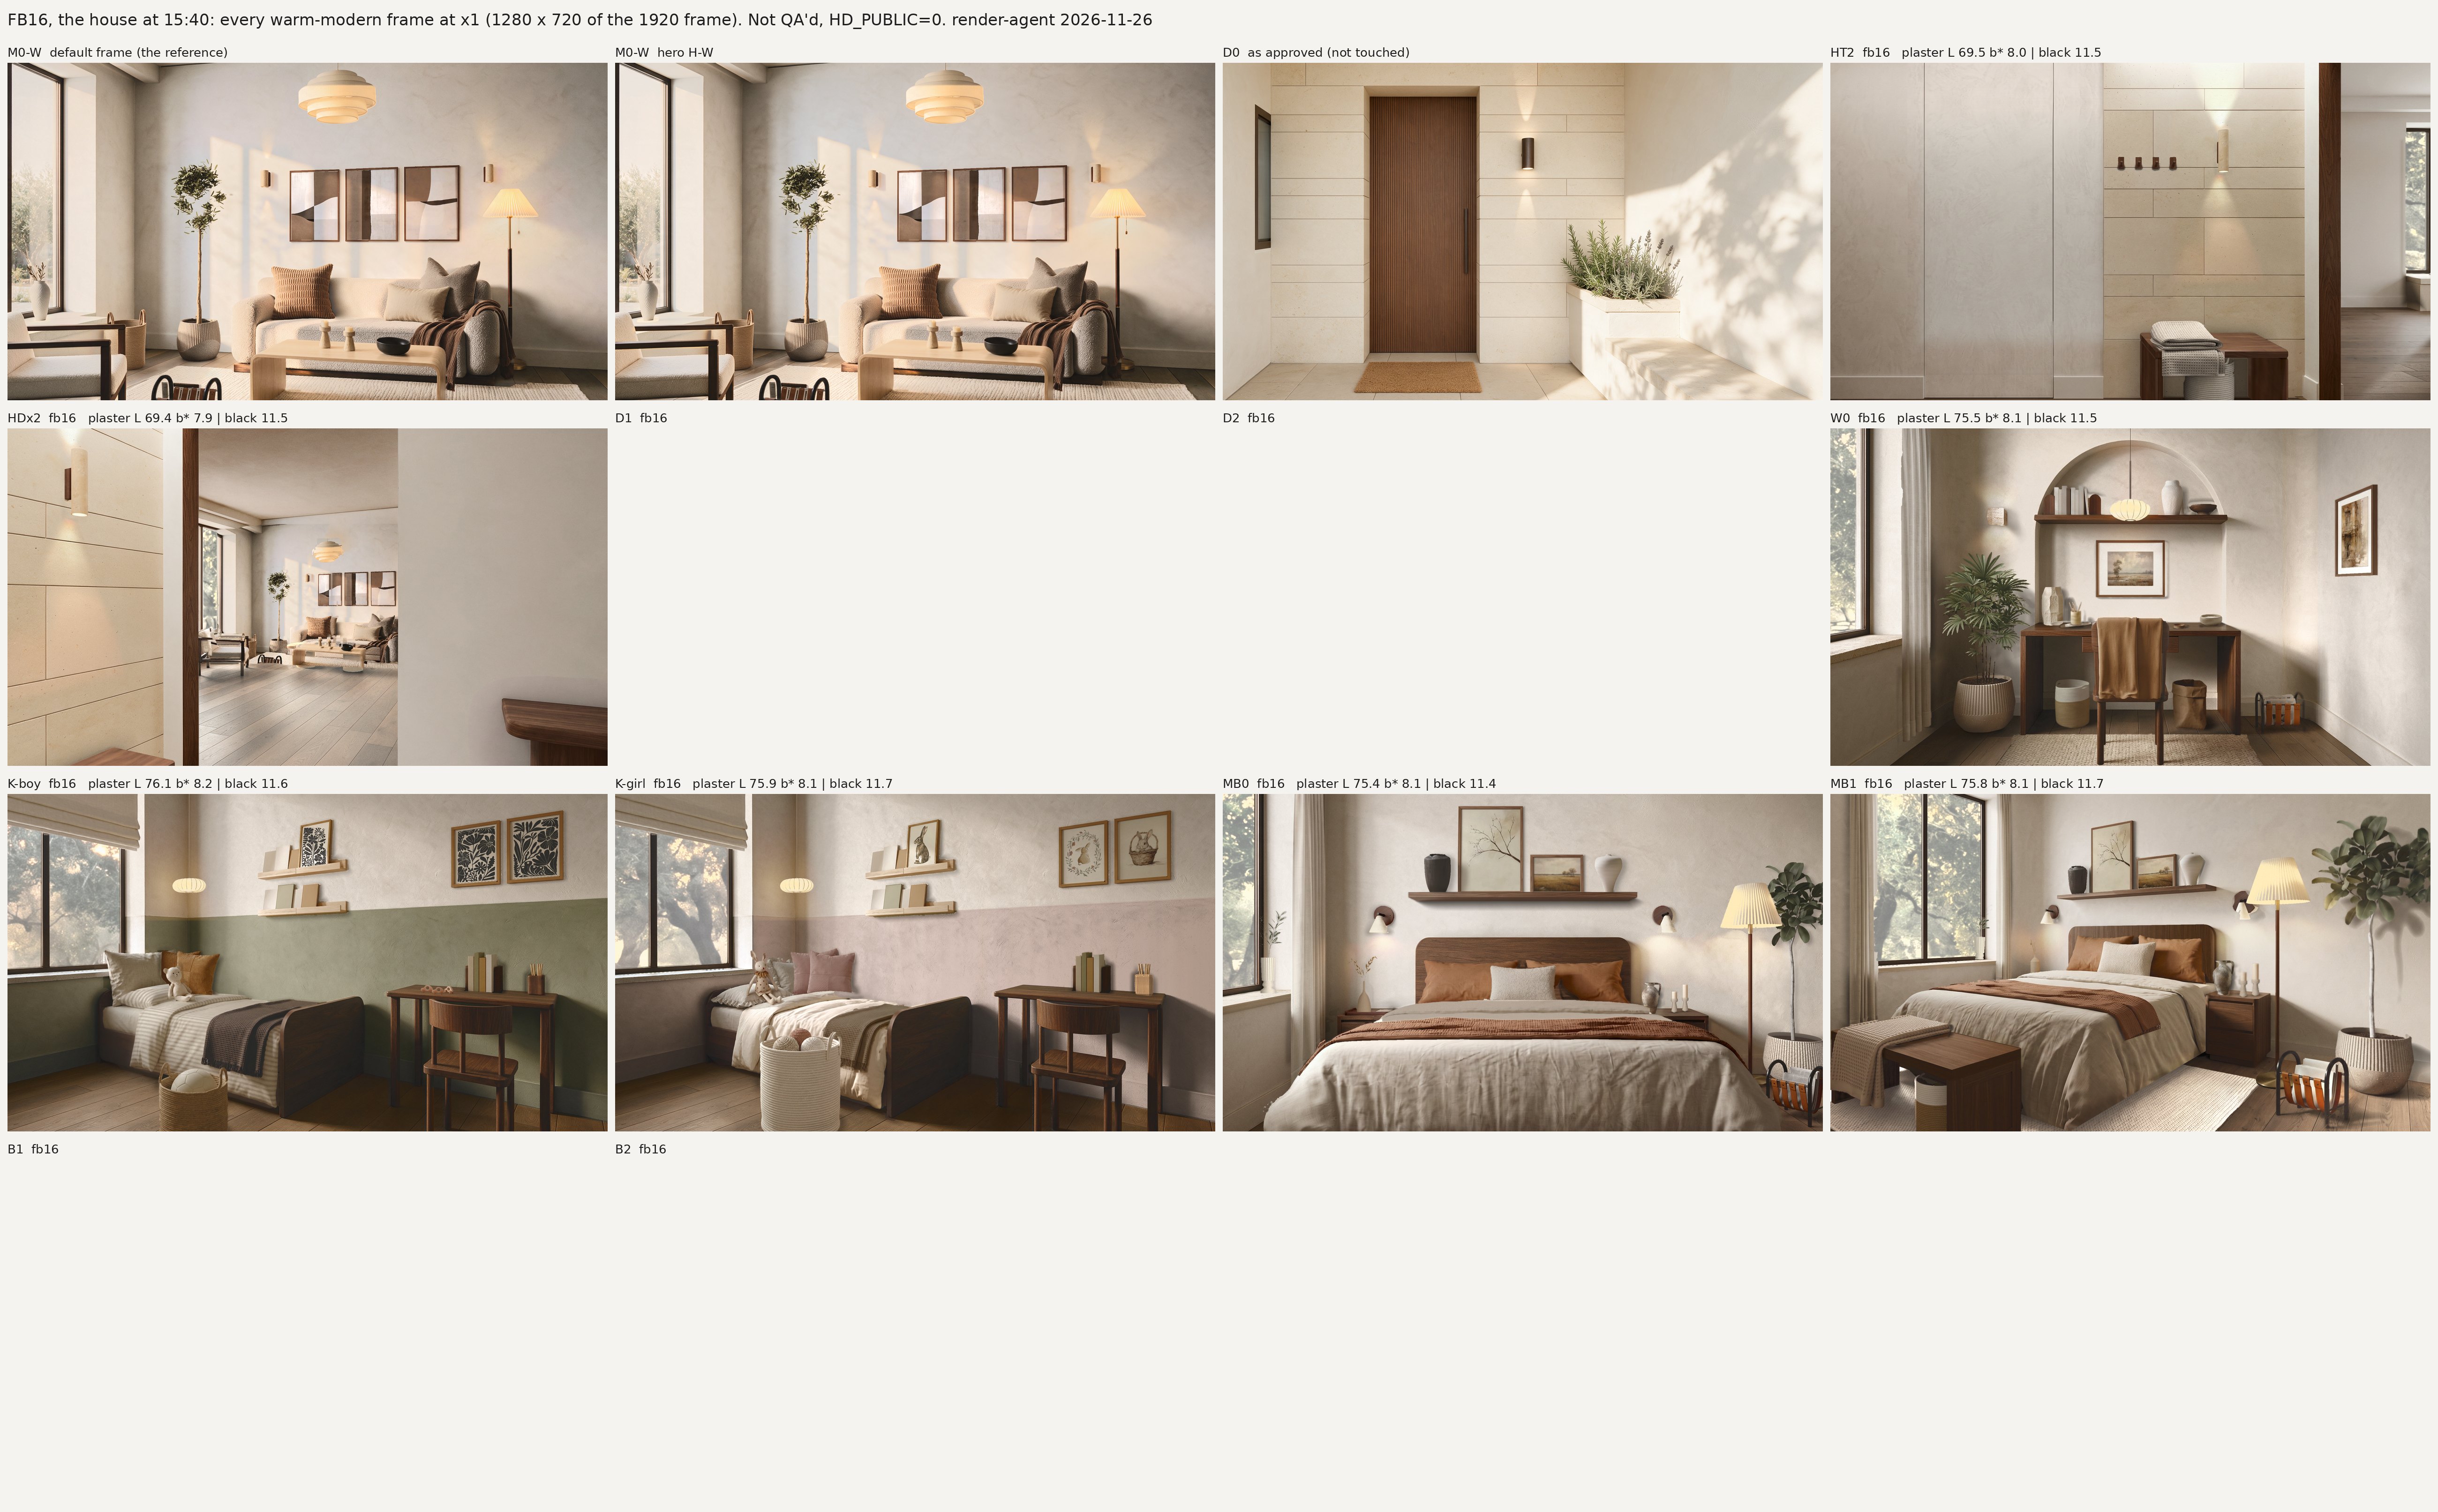 FB16, the house at 15:40: every warm-modern frame at x1 (1280 x 720 of the 1920 frame). Not QA'd, HD_PUBLIC=0. render-agent 2026-11-26
M0-W  default frame (the reference)
M0-W  hero H-W
D0  as approved (not touched)
HT2  fb16   plaster L 69.5 b* 8.0 | black 11.5
HDx2  fb16   plaster L 69.4 b* 7.9 | black 11.5
D1  fb16
D2  fb16
W0  fb16   plaster L 75.5 b* 8.1 | black 11.5
K-boy  fb16   plaster L 76.1 b* 8.2 | black 11.6
K-girl  fb16   plaster L 75.9 b* 8.1 | black 11.7
MB0  fb16   plaster L 75.4 b* 8.1 | black 11.4
MB1  fb16   plaster L 75.8 b* 8.1 | black 11.7
B1  fb16
B2  fb16